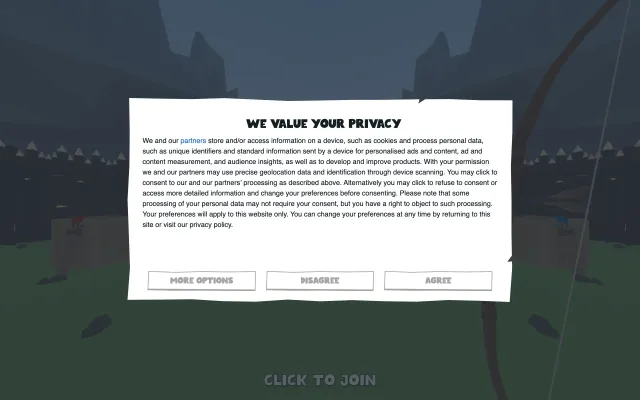 WE VALUE YOUR PRIVACY
We and our partners store and/or access information on a device, such as cookies and process personal data,
such as unique identifiers and standard information sent by a device for personalised ads and content, ad and
content measurement, and audience insights, as well as to develop and improve products. With your permission
we and our partners may use precise geolocation data and identification through device scanning. You may click to
consent to our and our partners' processing as described above. Alternatively you may click to refuse to consent or
access more detailed information and change your preferences before consenting. Please note that some
processing of your personal data may not require your consent, but you have a right to object to such processing.
Your preferences will apply to this website only. You can change your preferences at any time by returning to this
site or visit our privacy policy.
MORE OPTIONS
DISAGREE
AGREE
CLICK TO JOIN